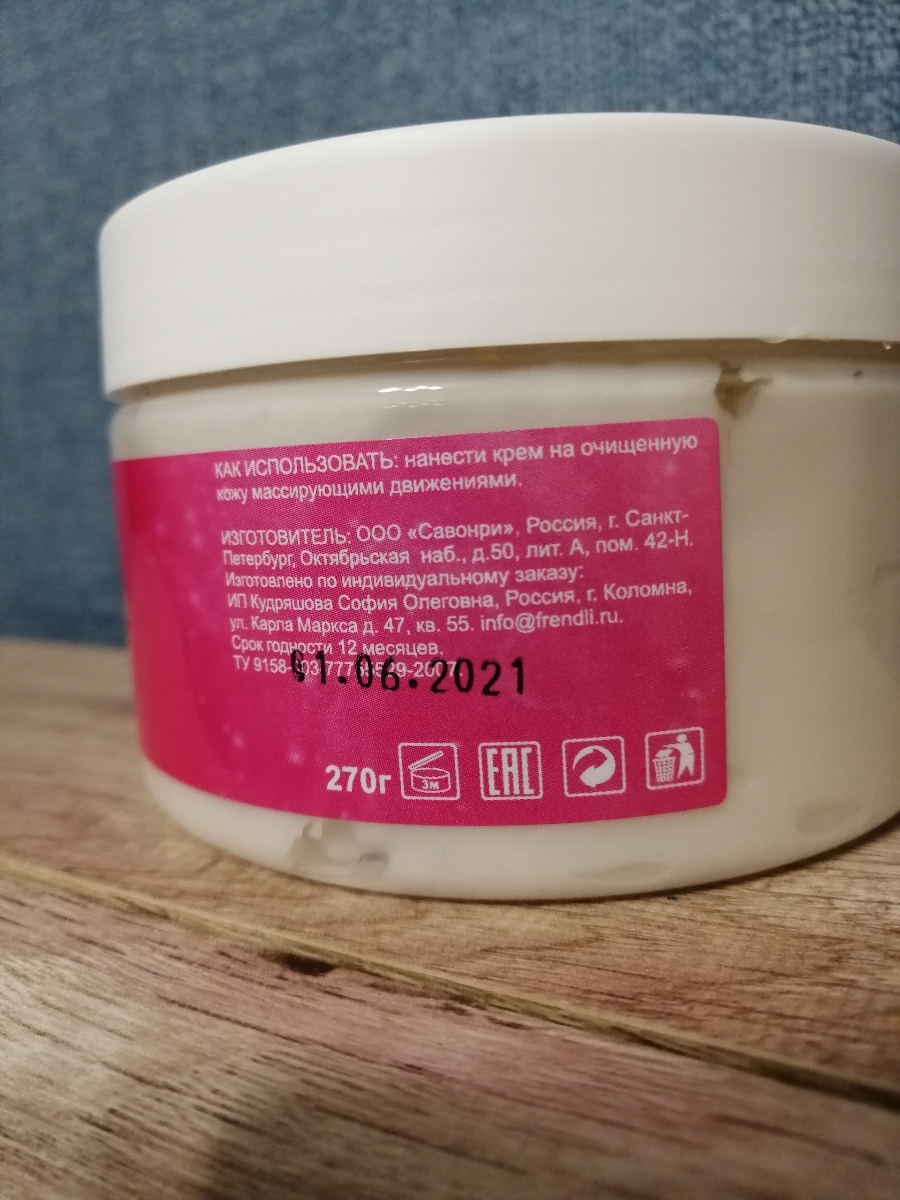 КАК ИСПОЛЬЗОВАТЬ: нанести крем на очищенную
кожу массирующими движениями.
ИЗГОТОВИТЕЛЬ: ООО «Савонри», Россия, г. Санкт-
Петербург, Октябрьская наб., д.50, лит. А, пом. 42-Н.
Изготовлено по индивидуальному заказу:
ИП Кудряшова София Олеговна, Россия, г. Коломна,
ул. Карла Маркса д. 47, кв. 55. info@frendli.ru.
Срок годности 12 месяцев.
ТУ
01.06.2021
270г
3м
EAC